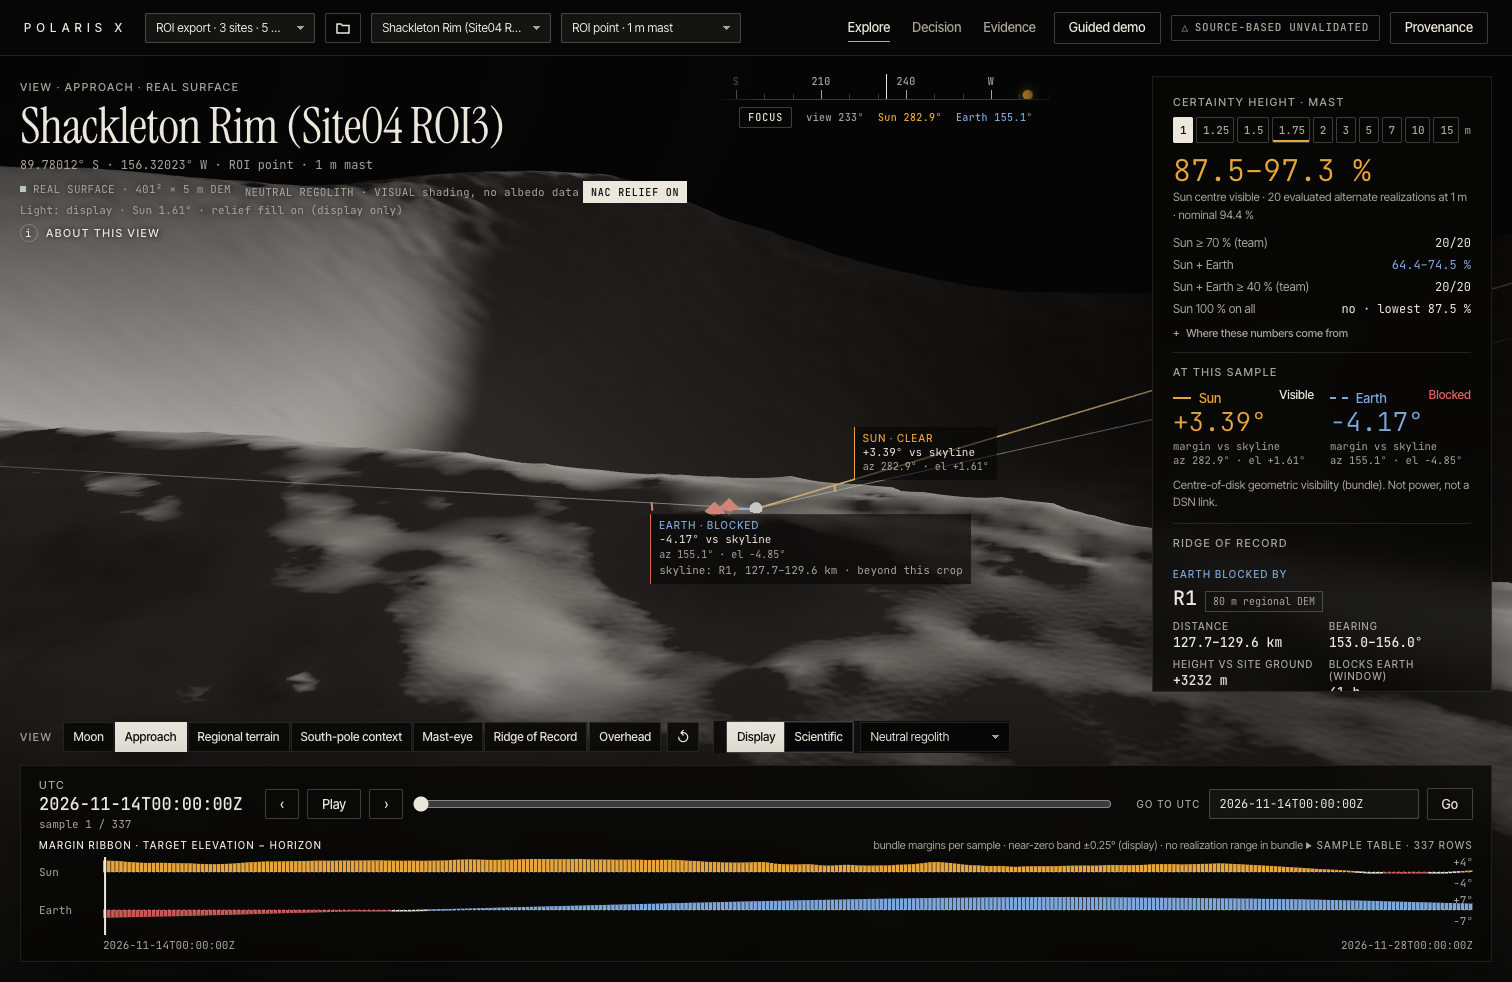 POLARIS X
ROI export · 3 sites · 5 ...
Shackleton Rim (Site04 R...
ROI point · 1 m mast
Explore
Decision
Evidence
Guided demo
△ SOURCE-BASED UNVALIDATED
Provenance
VIEW · APPROACH · REAL SURFACE
Shackleton Rim (Site04 ROI3)
89.78012° S · 156.32023° W · ROI point · 1 m mast
REAL SURFACE · 401² × 5 m DEM
NEUTRAL REGOLITH · VISUAL shading, no albedo data
NAC RELIEF ON
Light: display · Sun 1.61° · relief fill on (display only)
i ABOUT THIS VIEW
S 210 240 W
FOCUS view 233° Sun 282.9° Earth 155.1°
SUN · CLEAR
+3.39° vs skyline
az 282.9° · el +1.61°
EARTH · BLOCKED
-4.17° vs skyline
az 155.1° · el -4.85°
skyline: R1, 127.7–129.6 km · beyond this crop
CERTAINTY HEIGHT · MAST
1 1.25 1.5 1.75 2 3 5 7 10 15 m
87.5–97.3 %
Sun centre visible · 20 evaluated alternate realizations at 1 m
· nominal 94.4 %
Sun ≥ 70 % (team) 20/20
Sun + Earth 64.4–74.5 %
Sun + Earth ≥ 40 % (team) 20/20
Sun 100 % on all no · lowest 87.5 %
+ Where these numbers come from
AT THIS SAMPLE
Sun Visible
+3.39°
margin vs skyline
az 282.9° · el +1.61°
Earth Blocked
-4.17°
margin vs skyline
az 155.1° · el -4.85°
Centre-of-disk geometric visibility (bundle). Not power, not a
DSN link.
RIDGE OF RECORD
EARTH BLOCKED BY
R1 80 m regional DEM
DISTANCE
127.7–129.6 km
BEARING
153.0–156.0°
HEIGHT VS SITE GROUND
+3232 m
BLOCKS EARTH
(WINDOW)
VIEW
Moon
Approach
Regional terrain
South-pole context
Mast-eye
Ridge of Record
Overhead
Display
Scientific
Neutral regolith
UTC
2026-11-14T00:00:00Z
sample 1 / 337
‹ Play ›
GO TO UTC 2026-11-14T00:00:00Z Go
MARGIN RIBBON · TARGET ELEVATION – HORIZON
bundle margins per sample · near-zero band ±0.25° (display) · no realization range in bundle ▶ SAMPLE TABLE · 337 ROWS
Sun +4°
-4°
Earth +7°
-7°
2026-11-14T00:00:00Z
2026-11-28T00:00:00Z